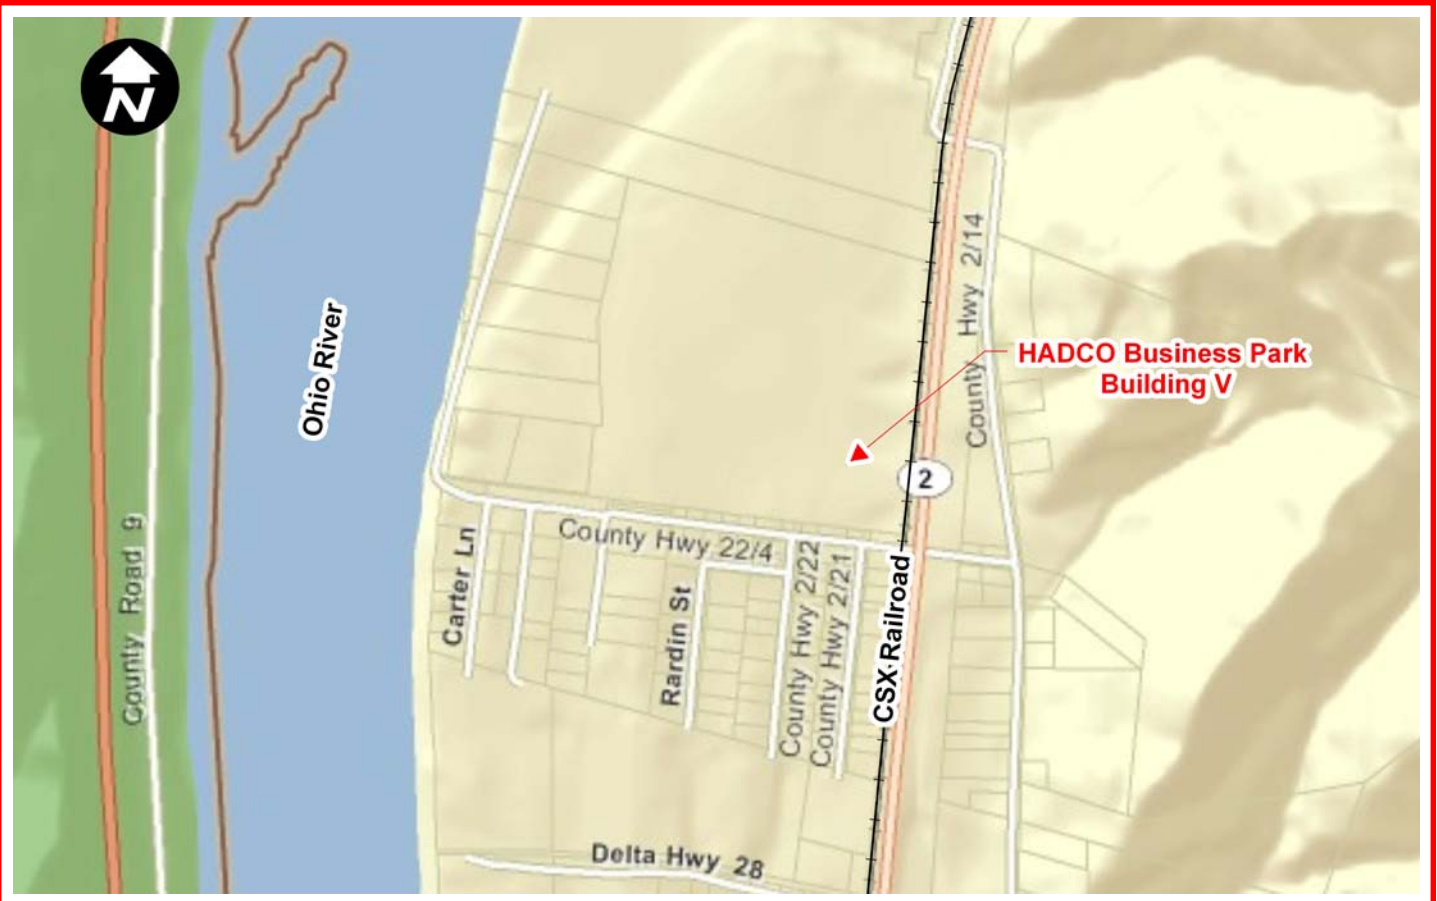 N
Ohio River
County Hwy 2/14
HADCO Business Park
Building V
2
County Road 9
Carter Ln
County Hwy 22/4
Rardin St
County Hwy 2/22
County Hwy 2/21
CSX Railroad
Delta Hwy 28